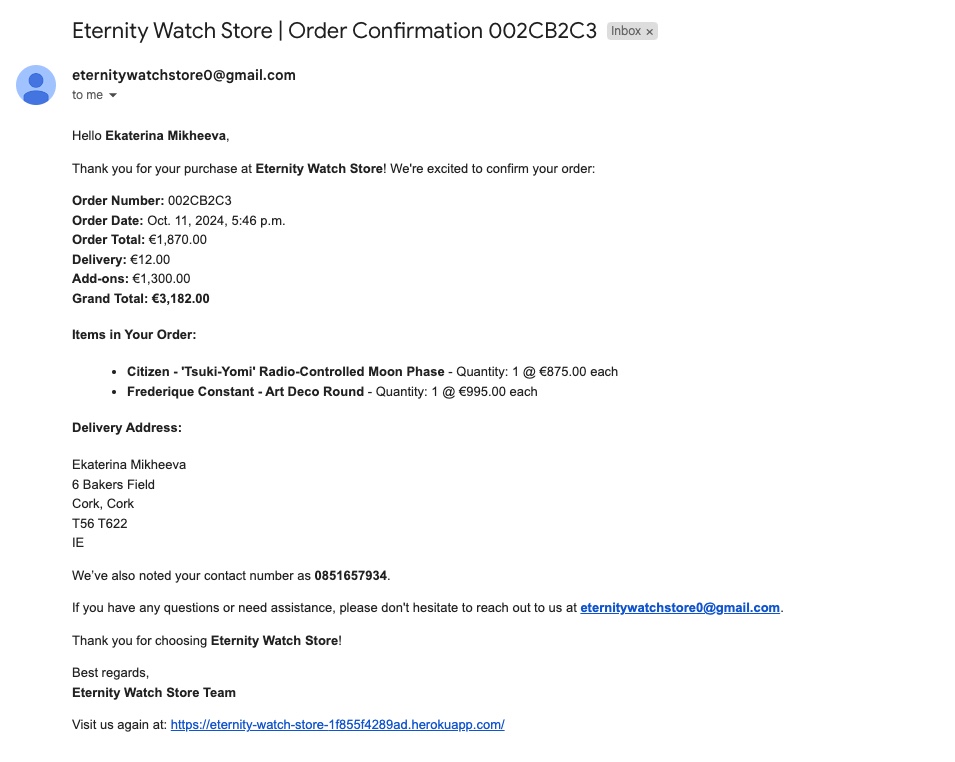 Eternity Watch Store | Order Confirmation 002CB2C3 Inbox ×
eternitywatchstore0@gmail.com
to me
Hello Ekaterina Mikheeva,
Thank you for your purchase at Eternity Watch Store! We're excited to confirm your order:
Order Number: 002CB2C3
Order Date: Oct. 11, 2024, 5:46 p.m.
Order Total: €1,870.00
Delivery: €12.00
Add-ons: €1,300.00
Grand Total: €3,182.00
Items in Your Order:
• Citizen - 'Tsuki-Yomi' Radio-Controlled Moon Phase - Quantity: 1 @ €875.00 each
• Frederique Constant - Art Deco Round - Quantity: 1 @ €995.00 each
Delivery Address:
Ekaterina Mikheeva
6 Bakers Field
Cork, Cork
T56 T622
IE
We've also noted your contact number as 0851657934.
If you have any questions or need assistance, please don't hesitate to reach out to us at eternitywatchstore0@gmail.com.
Thank you for choosing Eternity Watch Store!
Best regards,
Eternity Watch Store Team
Visit us again at: https://eternity-watch-store-1f855f4289ad.herokuapp.com/